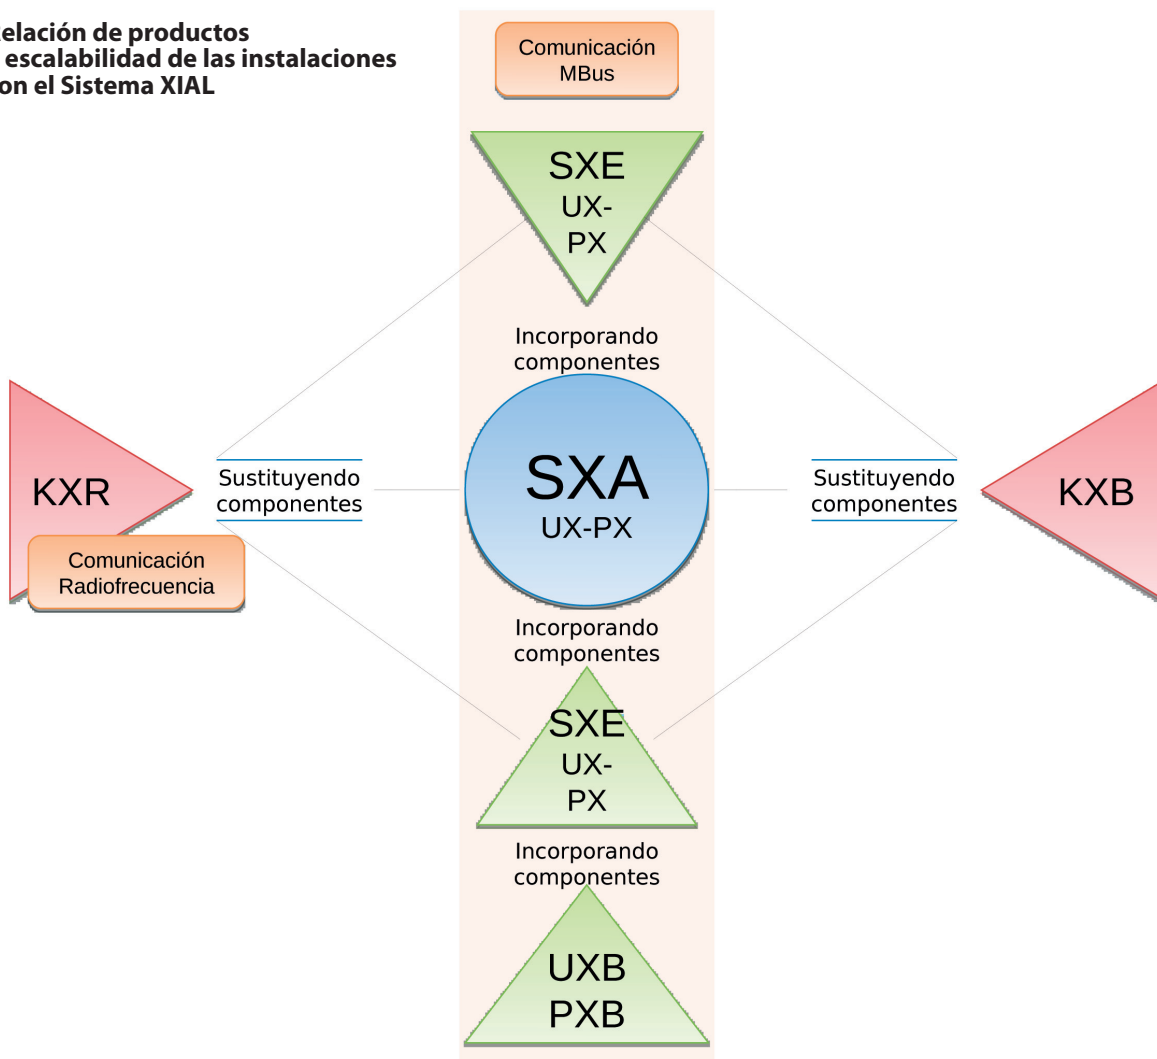 elación de productos
escalabilidad de las instalaciones
on el Sistema XIAL
Comunicación
MBus
SXE
UX-
PX
Incorporando
componentes
KXR
Sustituyendo
componentes
SXA
UX-PX
Sustituyendo
componentes
KXB
Comunicación
Radiofrecuencia
Incorporando
componentes
SXE
UX-
PX
Incorporando
componentes
UXB
PXB